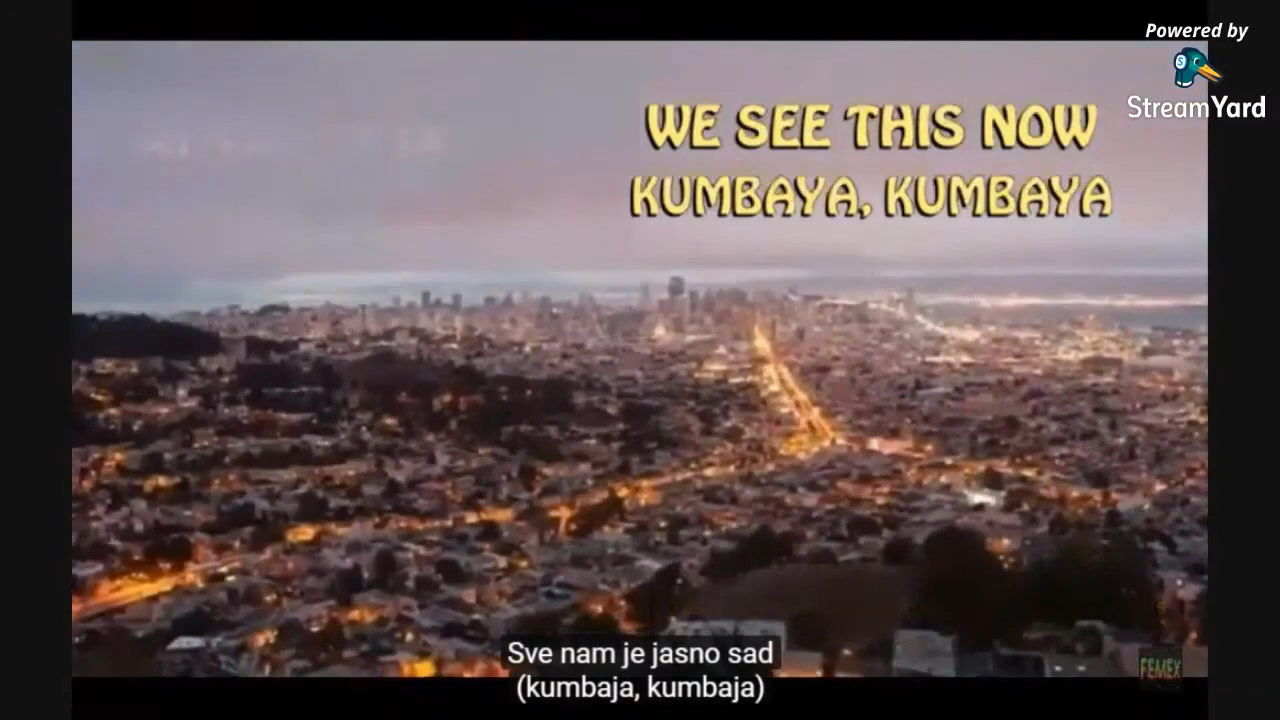 Powered by
StreamYard
WE SEE THIS NOW
KUMBAYA, KUMBAYA
Sve nam je jasno sad
(kumbaja, kumbaja)
FEMEX